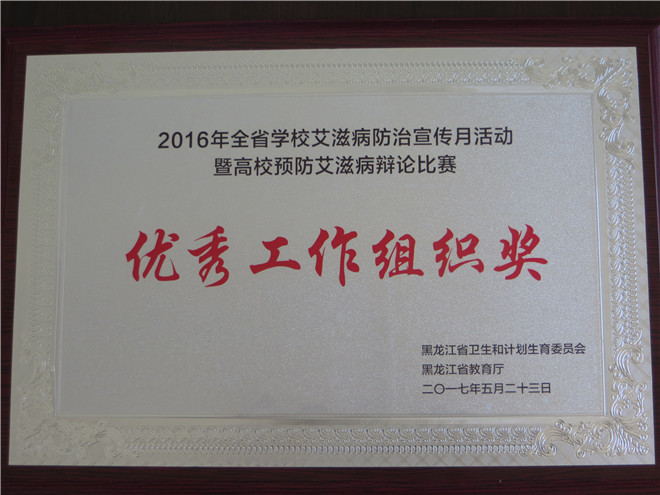 2016年全省学校艾滋病防治宣传月活动
暨高校预防艾滋病辩论比赛
优秀工作组织奖
黑龙江省卫生和计划生育委员会
黑龙江省教育厅
二〇一七年五月二十三日